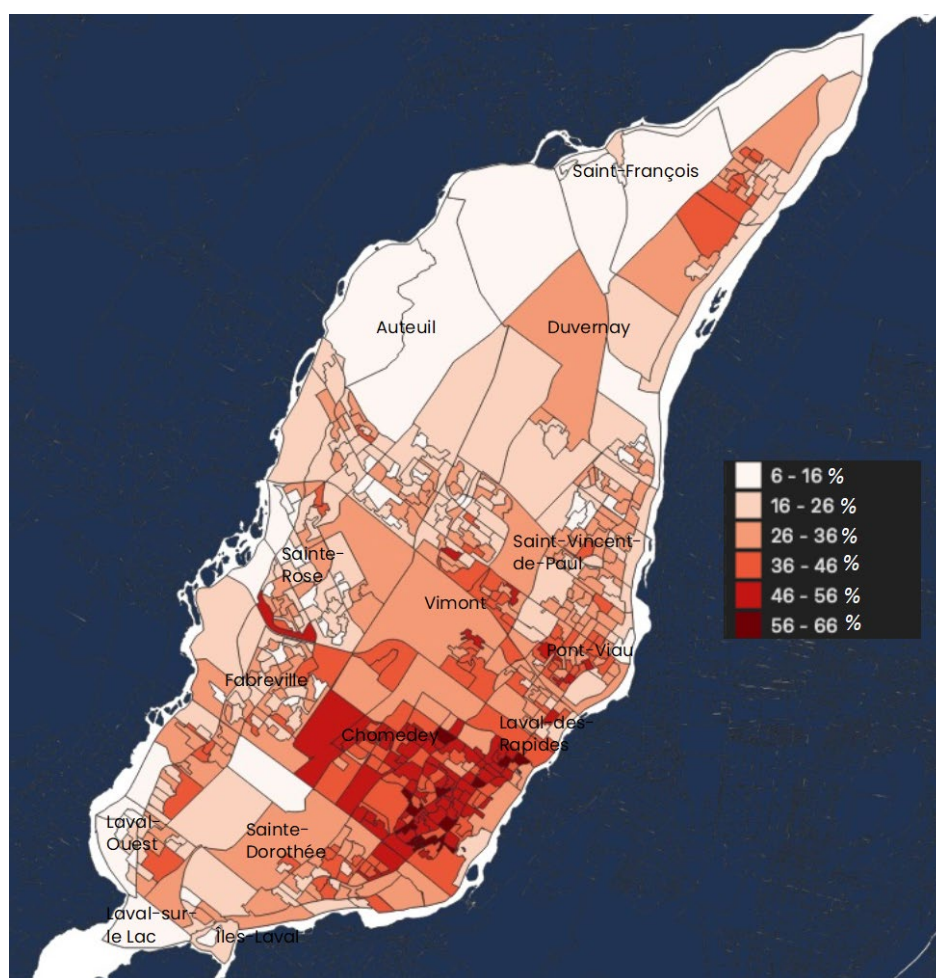 Saint-François
Auteuil
Duvernay
6 - 16 %
16 - 26 %
26 - 36 %
36 - 46 %
46 - 56 %
56 - 66 %
Sainte-
Rose
Saint-Vincent-
de-Paul
Vimont
Pont-Viau
Fabreville
Chomedey
Laval-des-
Rapides
Laval-
Ouest
Sainte-
Dorothée
Laval-sur-
le Lac
Îles-Laval